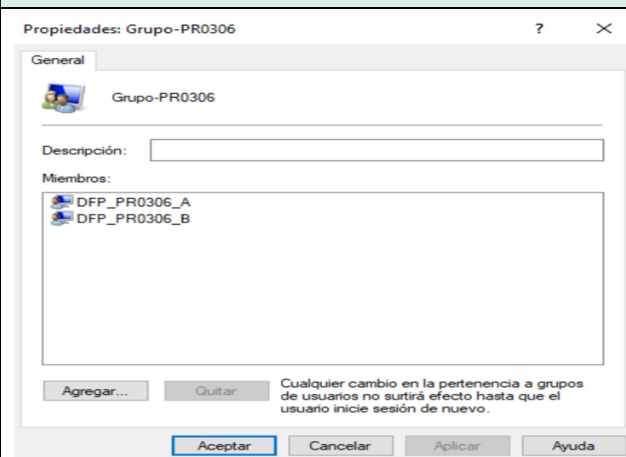 Propiedades: Grupo-PR0306
?
General
Grupo-PR0306
Descripción:
Miembros:
DFP_PR0306_A
DFP_PR0306_B
Agregar...
Quitar
Cualquier cambio en la pertenencia a grupos
de usuarios no surtirá efecto hasta que el
usuario inicie sesión de nuevo.
Aceptar
Cancelar
Aplicar
Ayuda